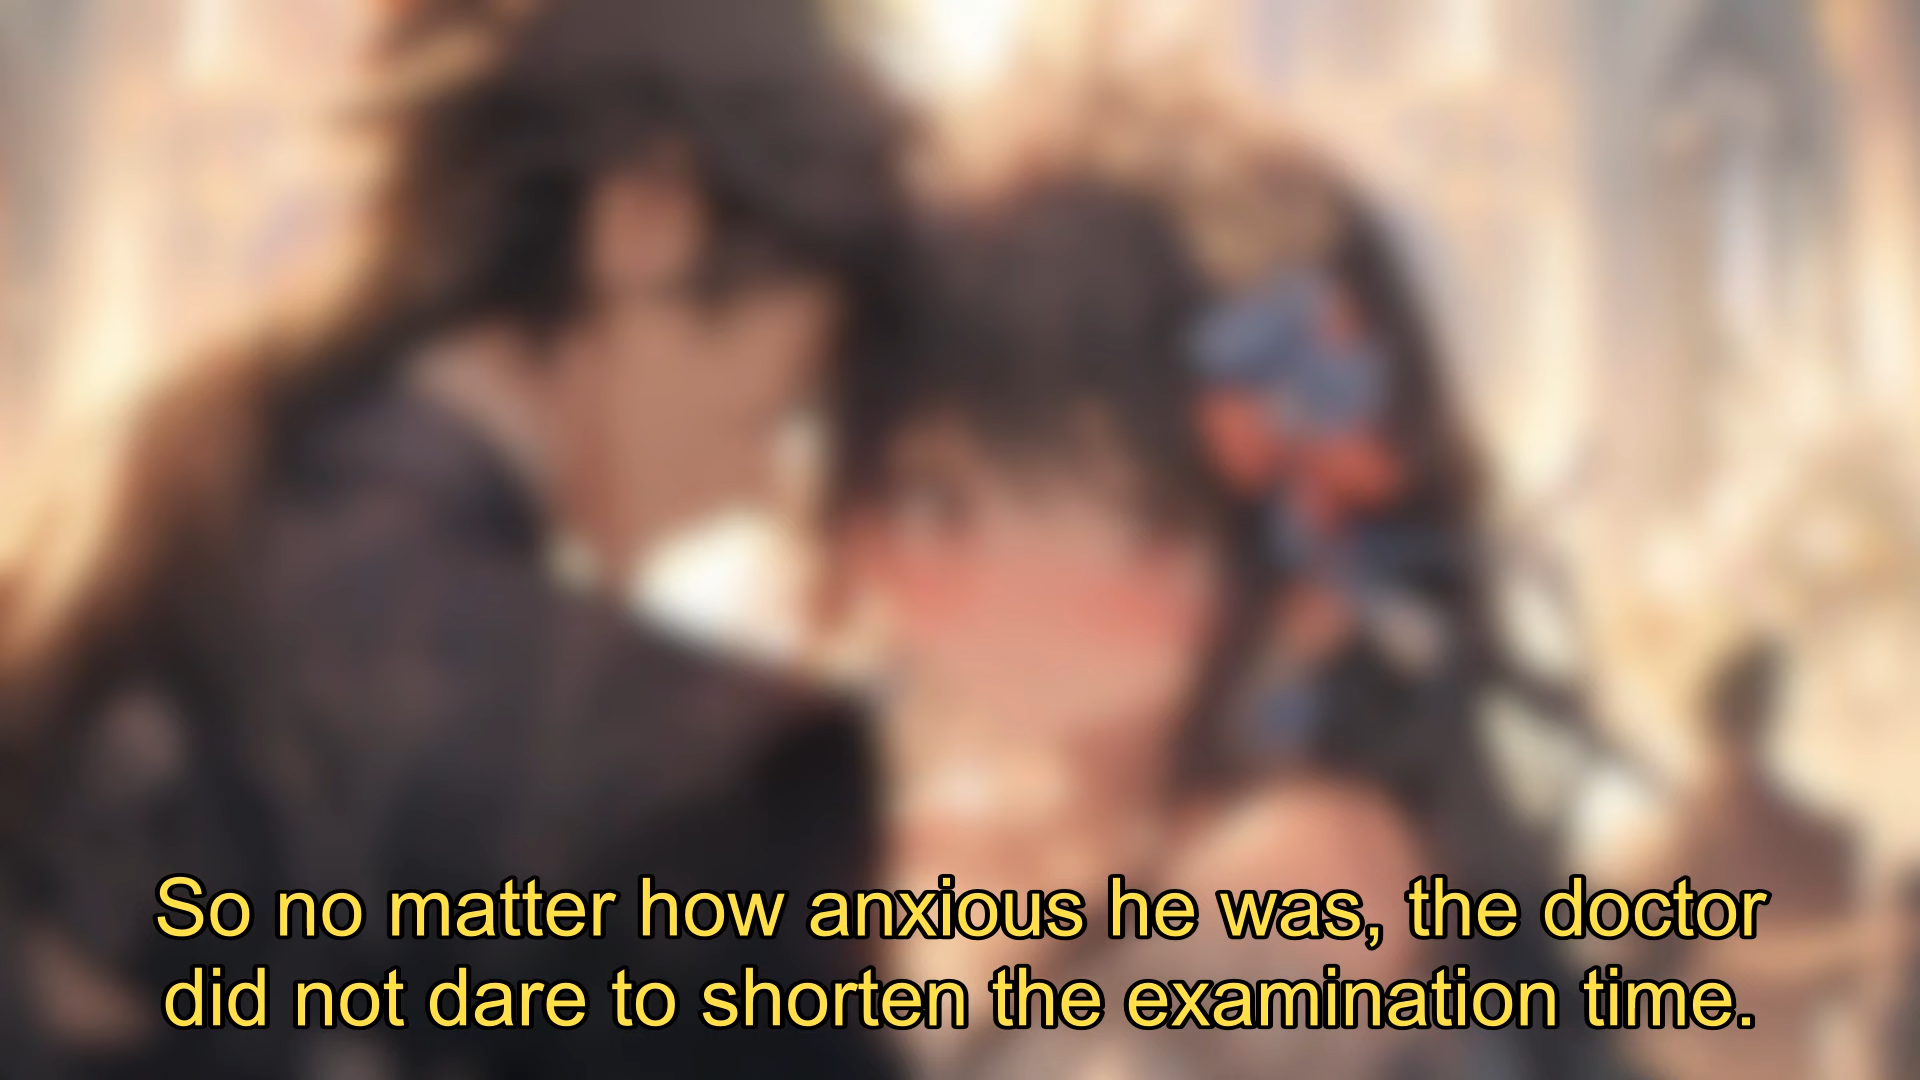 So no matter how anxious he was, the doctor
did not dare to shorten the examination time.